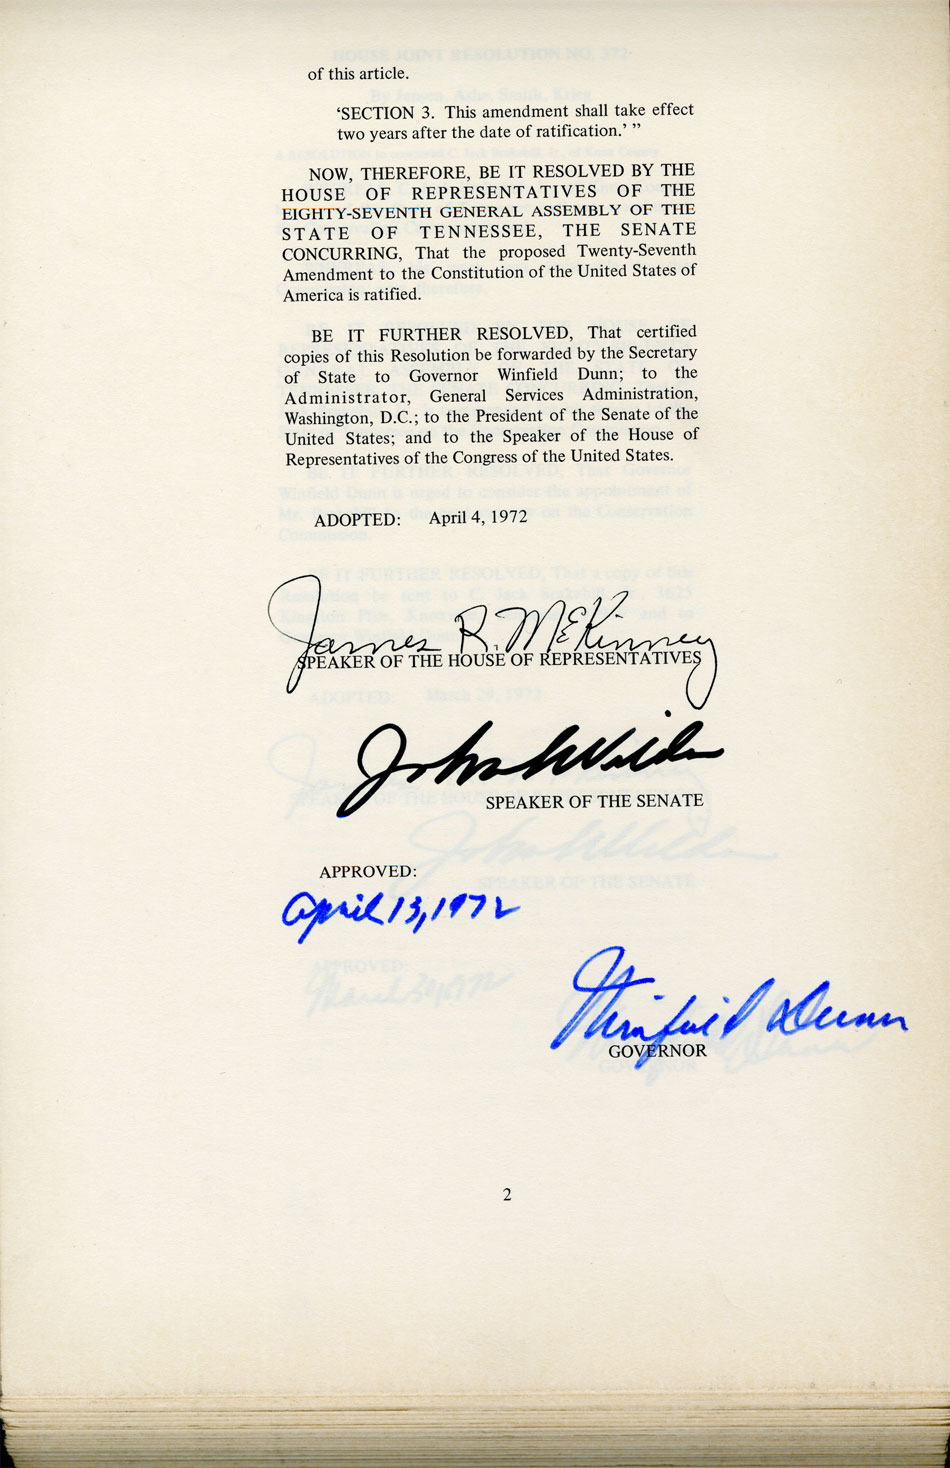 of this article.
‘SECTION 3. This amendment shall take effect
two years after the date of ratification.’ ”
NOW, THEREFORE, BE IT RESOLVED BY THE
HOUSE OF REPRESENTATIVES OF THE
EIGHTY-SEVENTH GENERAL ASSEMBLY OF THE
STATE OF TENNESSEE, THE SENATE
CONCURRING, That the proposed Twenty-Seventh
Amendment to the Constitution of the United States of
America is ratified.
BE IT FURTHER RESOLVED, That certified
copies of this Resolution be forwarded by the Secretary
of State to Governor Winfield Dunn; to the
Administrator, General Services Administration,
Washington, D.C.; to the President of the Senate of the
United States; and to the Speaker of the House of
Representatives of the Congress of the United States.
ADOPTED: April 4, 1972
James R. McKinney
SPEAKER OF THE HOUSE OF REPRESENTATIVES
John Wilder
SPEAKER OF THE SENATE
APPROVED:
April 13, 1972
Winfield Dunn
GOVERNOR
2